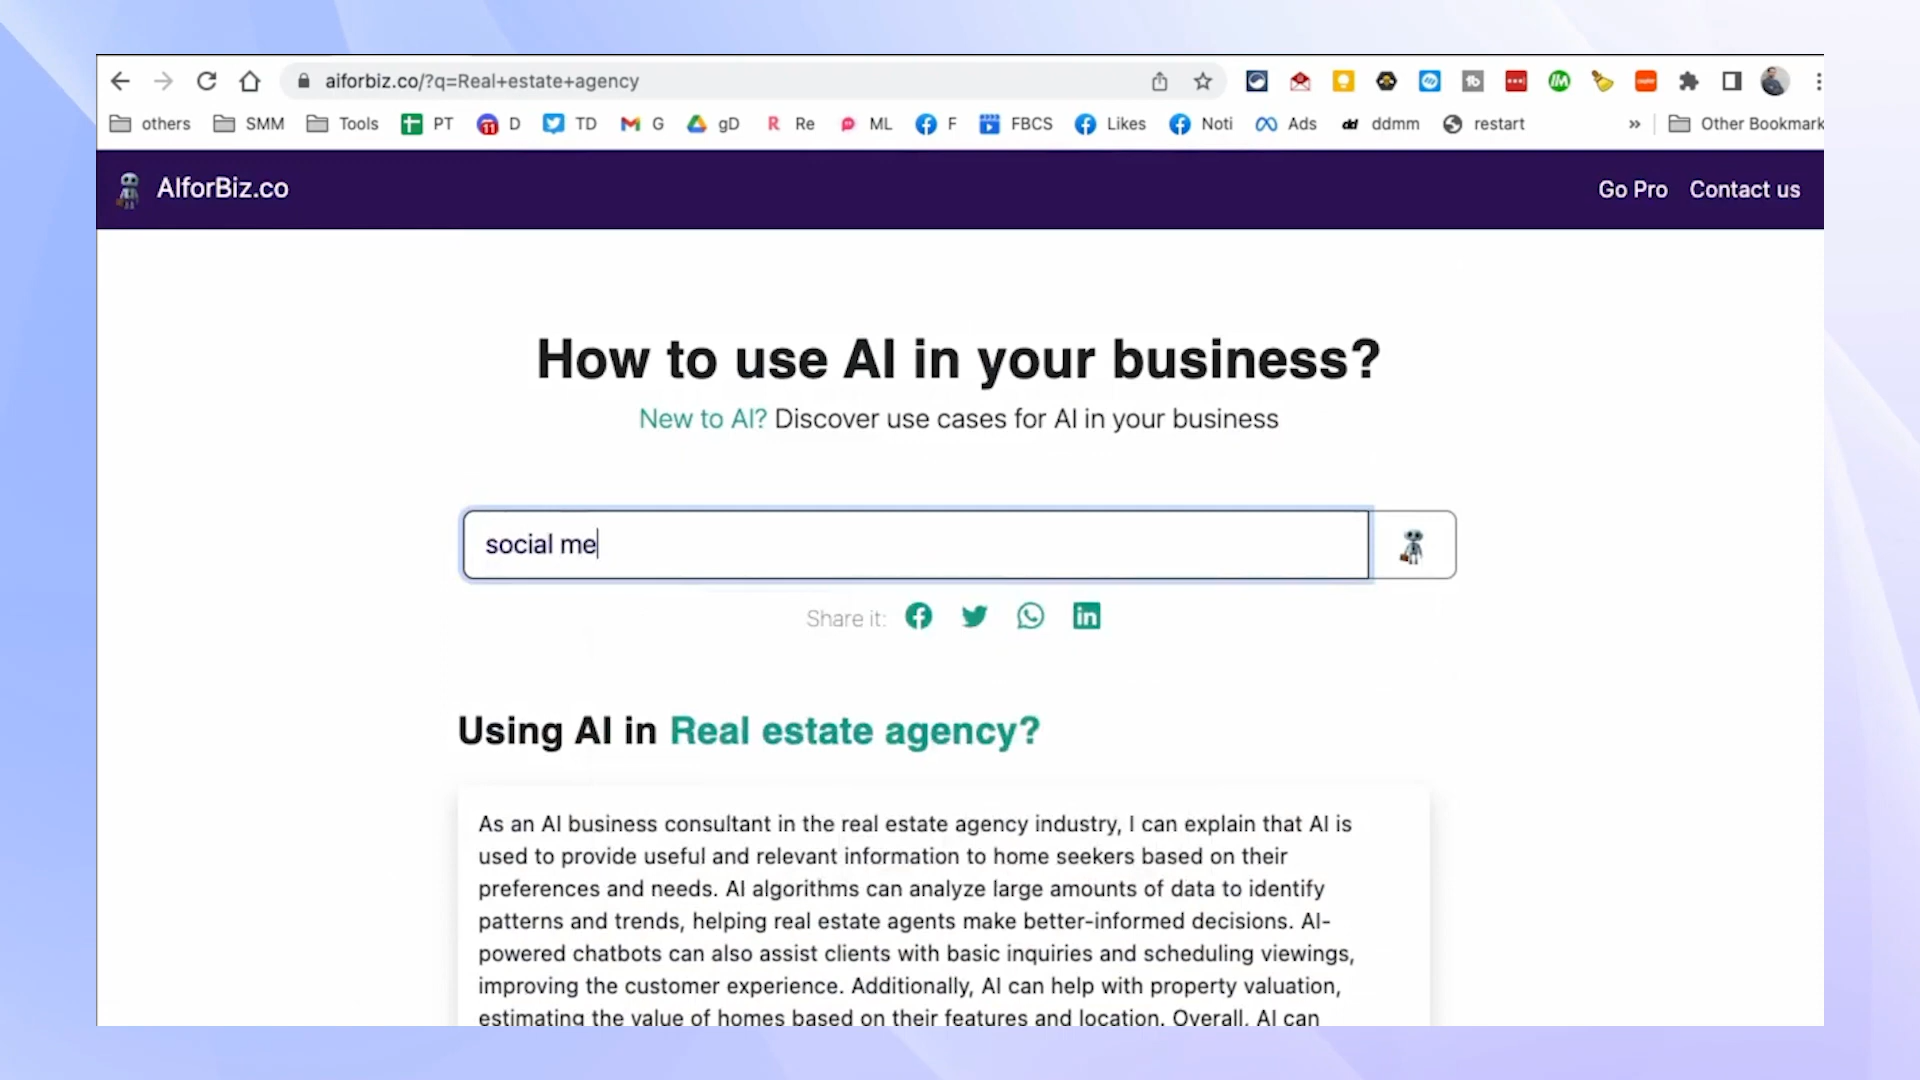 aiforbiz.co/?q=Real+estate+agency
others SMM Tools PT 11 D TD G gD Re ML F FBCS Likes Noti Ads dd ddmm restart » Other Bookmark
AIforBiz.co Go Pro Contact us
How to use AI in your business?
New to AI? Discover use cases for AI in your business
social me
Share it:
Using AI in Real estate agency?
As an AI business consultant in the real estate agency industry, I can explain that AI is
used to provide useful and relevant information to home seekers based on their
preferences and needs. AI algorithms can analyze large amounts of data to identify
patterns and trends, helping real estate agents make better-informed decisions. AI-
powered chatbots can also assist clients with basic inquiries and scheduling viewings,
improving the customer experience. Additionally, AI can help with property valuation,
estimating the value of homes based on their features and location. Overall, AI can